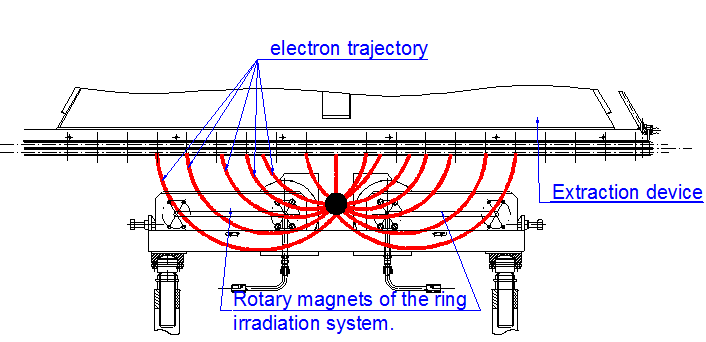 electron trajectory
Extraction device
Rotary magnets of the ring
irradiation system.